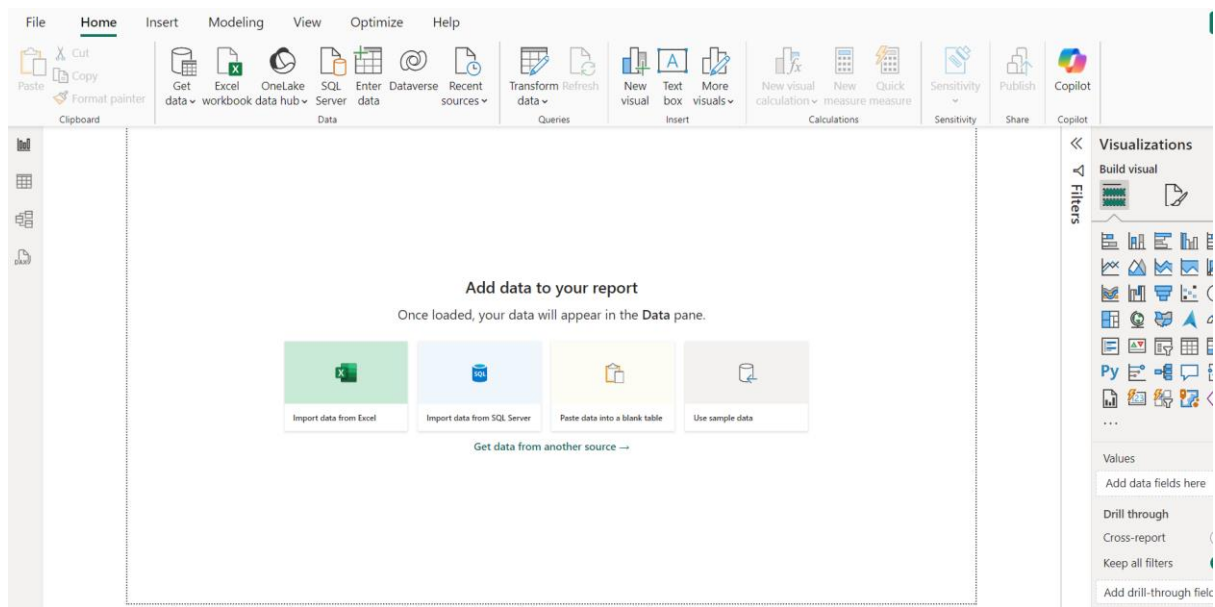 File Home Insert Modeling View Optimize Help
Paste
Cut
Copy
Format painter
Clipboard
Get data
Excel workbook
OneLake data hub
SQL Server
Enter data
Dataverse
Recent sources
Data
Transform data
Refresh
Queries
New visual
Text box
More visuals
Insert
New visual calculation
New measure
Quick measure
Calculations
Sensitivity
Sensitivity
Publish
Share
Copilot
Copilot
Add data to your report
Once loaded, your data will appear in the Data pane.
SQL
Import data from Excel
Import data from SQL Server
Paste data into a blank table
Use sample data
Get data from another source →
Filters
Visualizations
Build visual
Py
...
Values
Add data fields here
Drill through
Cross-report
Keep all filters
Add drill-through